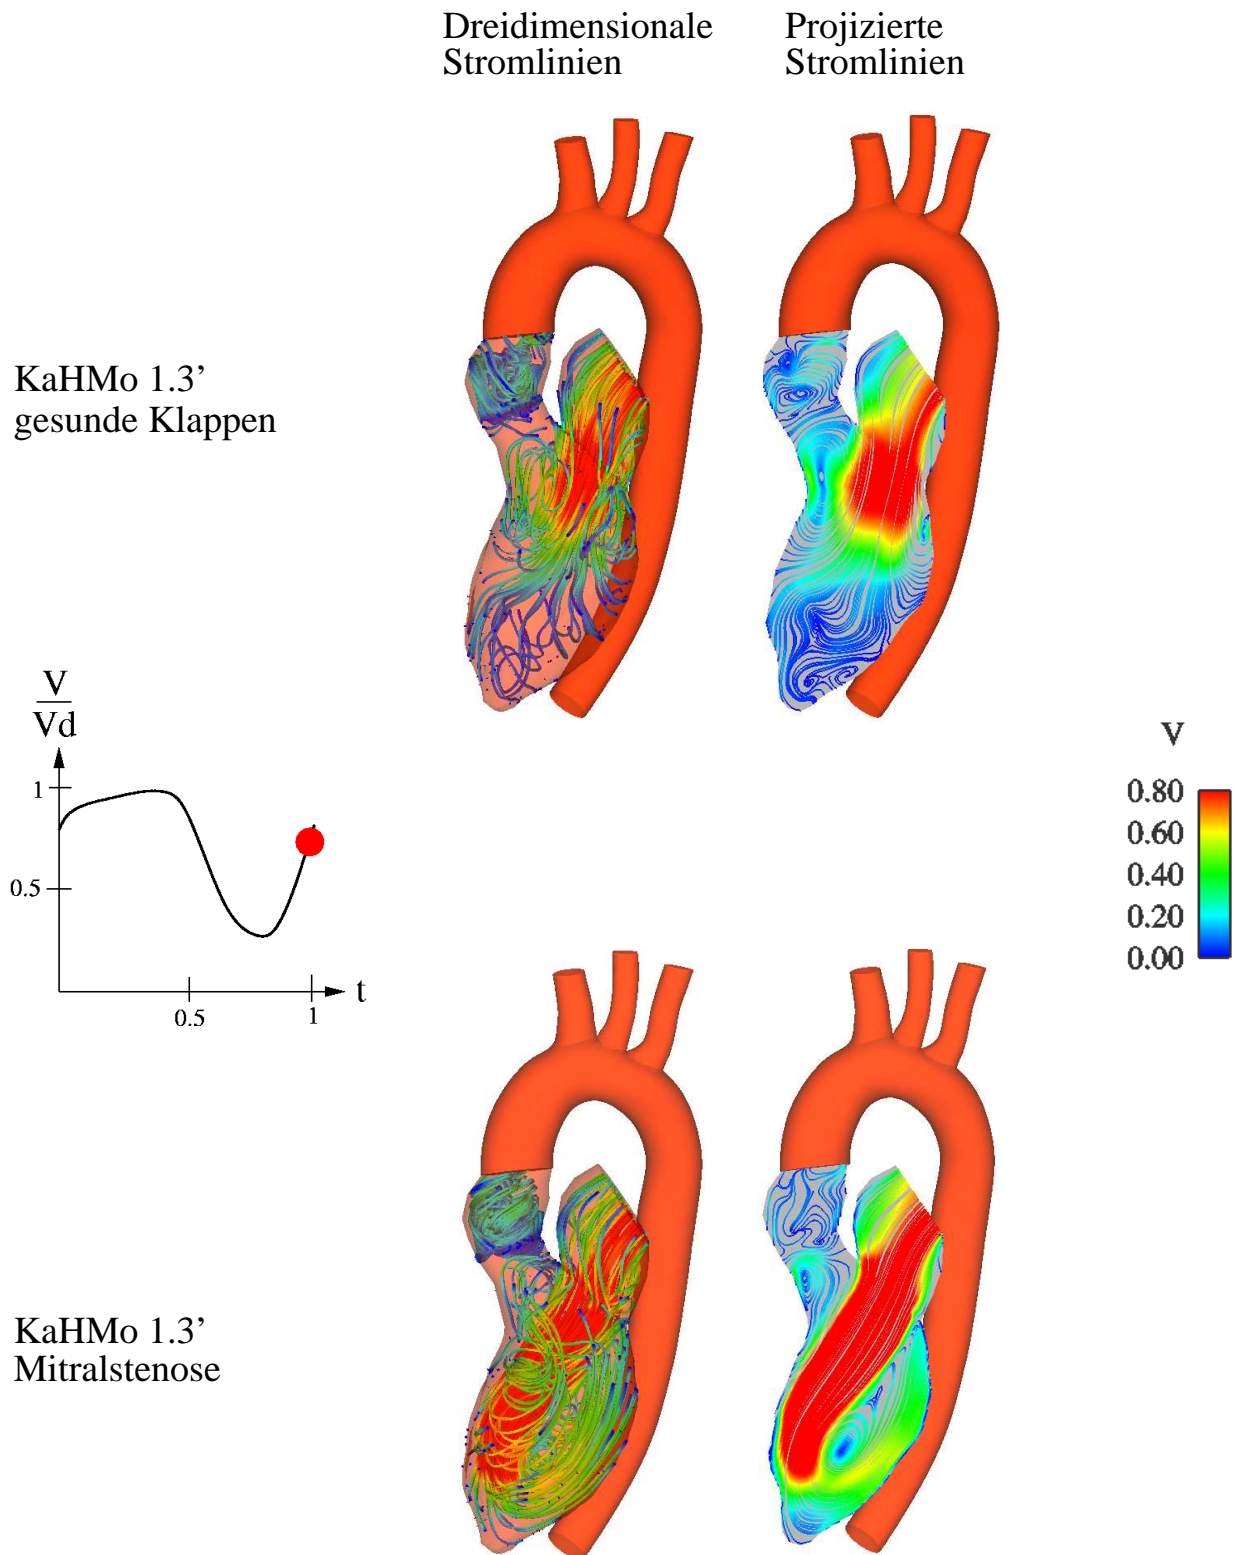 Dreidimensionale
Stromlinien
Projizierte
Stromlinien
KaHMo 1.3’
gesunde Klappen
V
Vd
1
0.5
0.5
1
t
V
0.80
0.60
0.40
0.20
0.00
KaHMo 1.3’
Mitralstenose